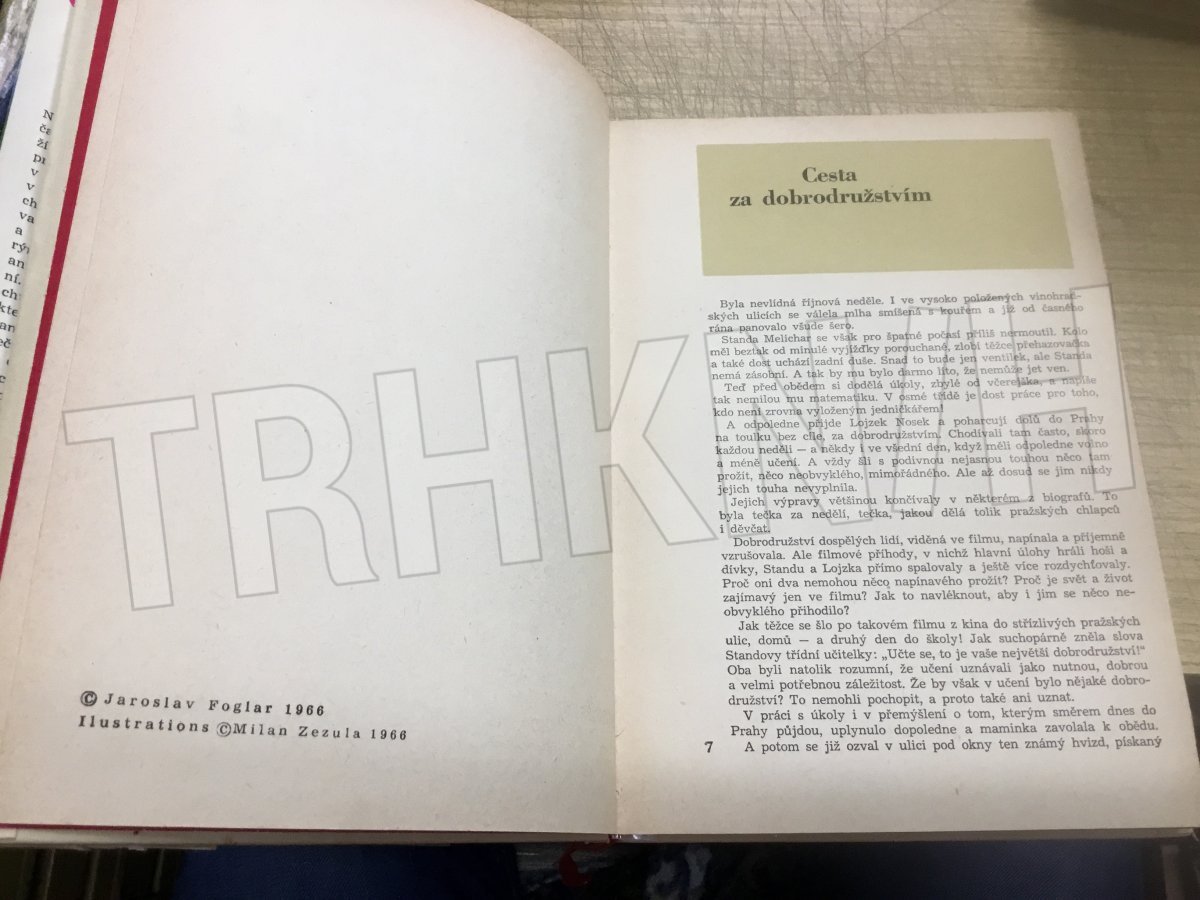 N
ča
ží
pr
v
v
ch
va
a
rý
an
ní.
ch
kte
an
eč
c
© Jaroslav Foglar 1966
Ilustrations ©Milan Zezula 1966
Cesta
za dobrodružstvím
Byla nevlídná říjnová neděle. I ve vysoko položených vinohrad-
ských ulicích se válela mlha smíšená s kouřem a již od časného
rána panovalo všude šero.
Standa Melichar se však pro špatné počasí příliš nermoutil. Kolo
měl beztak od minulé vyjížďky porouchané, zlobí těžce přehazovačka
a také dost uchází zadní duše. Snad to bude jen ventilek, ale Standa
nemá zásobní. A tak by mu bylo darmo líto, že nemůže jet ven.
Teď před obědem si dodělá úkoly, zbylé od včerejška, a napíše
tak nemilou mu matematiku. V osmé třídě je dost práce pro toho,
kdo není zrovna vyloženým jedničkářem!
A odpoledne přijde Lojzek Nosek a poharcují dolů do Prahy
na toulku bez cíle, za dobrodružstvím. Chodívali tam často, skoro
každou neděli — a někdy i ve všední den, když měli odpoledne volno
a méně učení. A vždy šli s podivnou nejasnou touhou něco tam
prožít, něco neobvyklého, mimořádného. Ale až dosud se jim nikdy
jejich touha nevyplnila.
Jejich výpravy většinou končívaly v některém z biografů. To
byla tečka za nedělí, tečka, jakou dělá tolik pražských chlapců
i děvčat.
Dobrodružství dospělých lidí, viděná ve filmu, napínala a příjemně
vzrušovala. Ale filmové příhody, v nichž hlavní úlohy hráli hoši a
dívky, Standu a Lojzka přímo spalovaly a ještě více rozdychťovaly.
Proč oni dva nemohou něco napínavého prožít? Proč je svět a život
zajímavý jen ve filmu? Jak to navléknout, aby i jim se něco ne-
obvyklého přihodilo?
Jak těžce se šlo po takovém filmu z kina do střízlivých pražských
ulic, domů — a druhý den do školy! Jak suchopárně zněla slova
Standovy třídní učitelky: „Učte se, to je vaše největší dobrodružství!“
Oba byli natolik rozumní, že učení uznávali jako nutnou, dobrou
a velmi potřebnou záležitost. Že by však v učení bylo nějaké dobro-
družství? To nemohli pochopit, a proto také ani uznat.
V práci s úkoly i v přemýšlení o tom, kterým směrem dnes do
Prahy půjdou, uplynulo dopoledne a maminka zavolala k obědu.
7 A potom se již ozval v ulici pod okny ten známý hvizd, pískaný
TRHKNIH